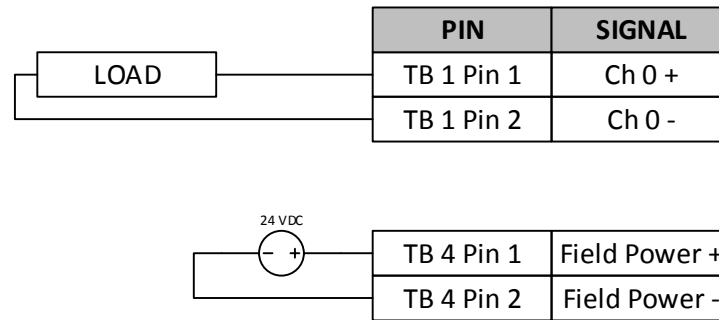 PIN SIGNAL
LOAD TB 1 Pin 1 Ch 0 +
TB 1 Pin 2 Ch 0 -
24 VDC
− + TB 4 Pin 1 Field Power +
TB 4 Pin 2 Field Power -